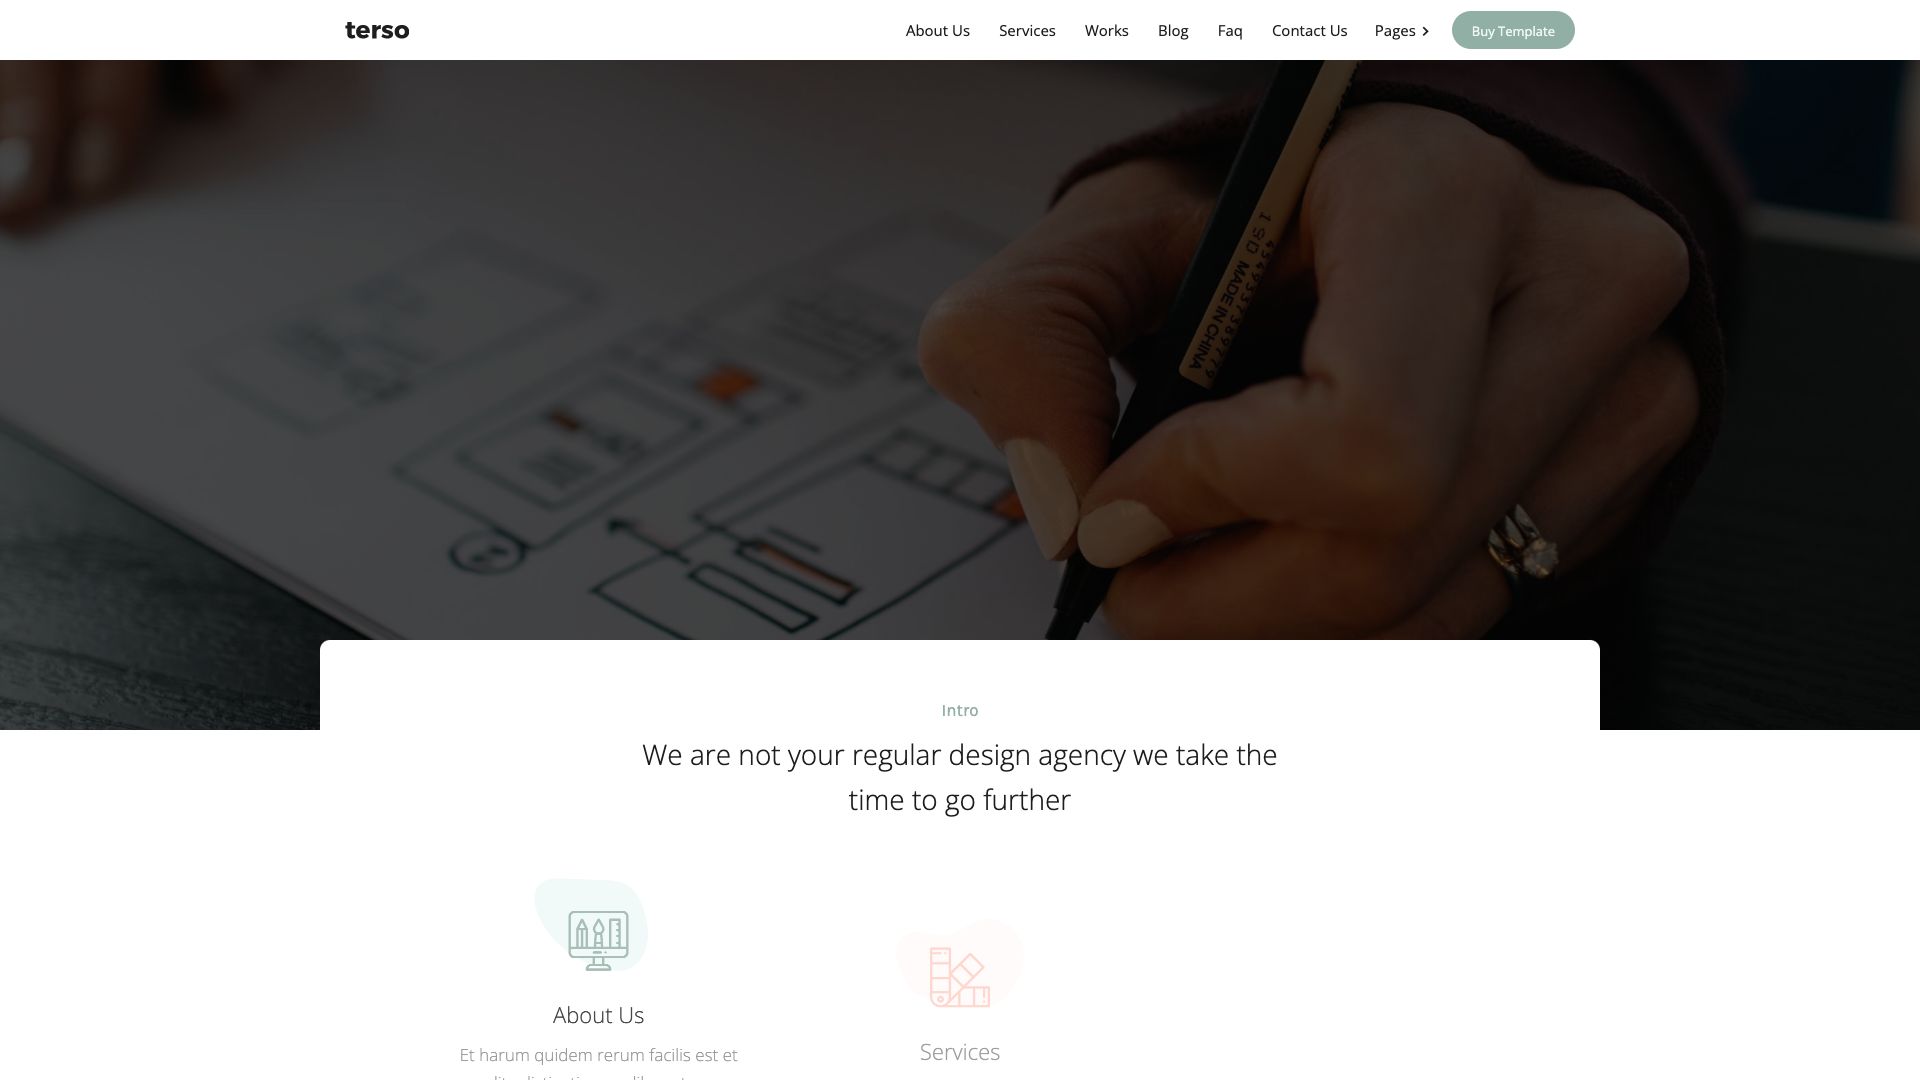 terso
About Us Services Works Blog Faq Contact Us Pages Buy Template
MADE IN CHINA
Intro
We are not your regular design agency we take the
time to go further
About Us
Et harum quidem rerum facilis est et
Services